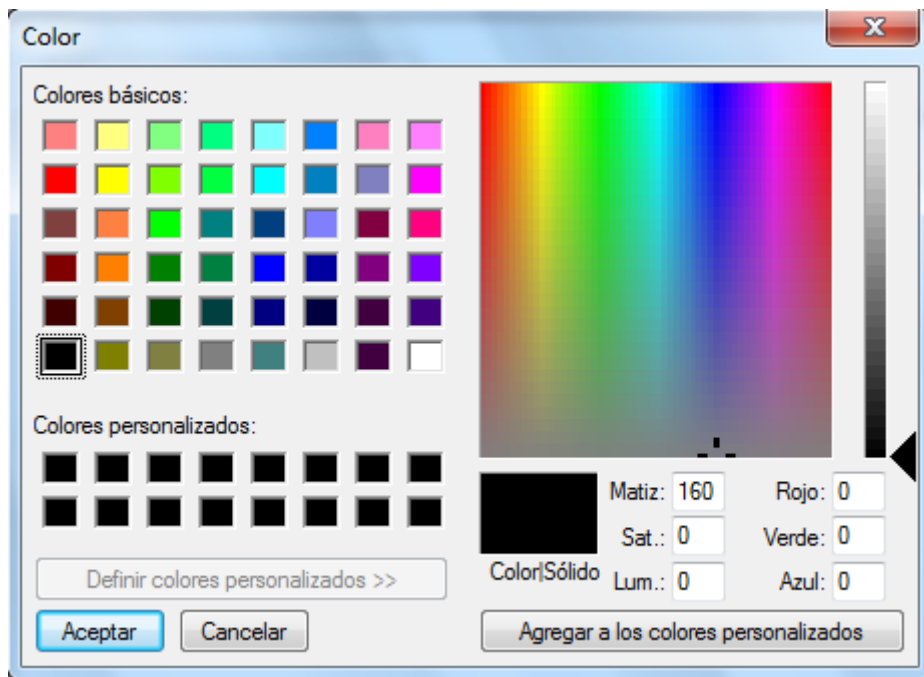 Color
Colores básicos:
Colores personalizados:
Definir colores personalizados >>
Aceptar
Cancelar
Color|Sólido
Matiz: 160
Sat.: 0
Lum.: 0
Rojo: 0
Verde: 0
Azul: 0
Agregar a los colores personalizados